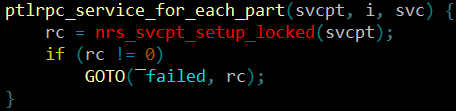 ptlrpc_service_for_each_part(svcpt, i, svc) {
rc = nrs_svcpt_setup_locked(svcpt);
if (rc != 0)
GOTO(‾failed, rc);
}